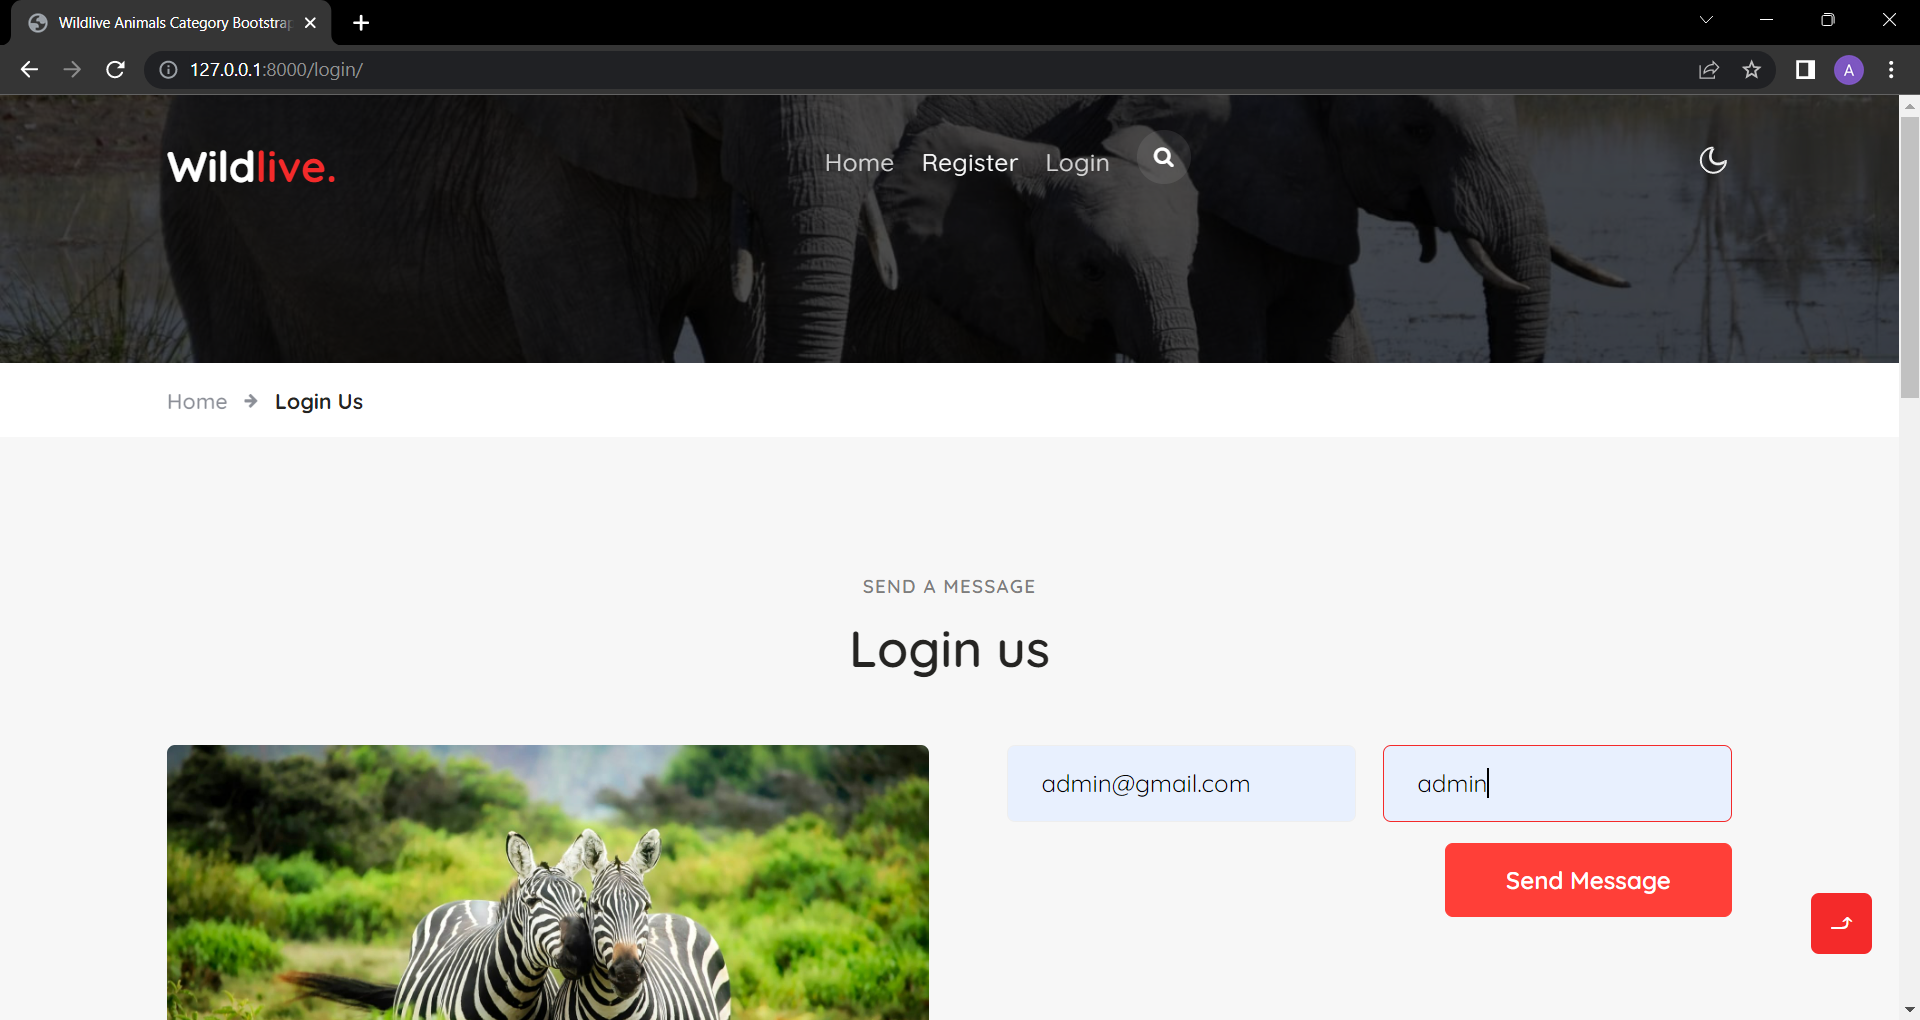 Wildlive Animals Category Bootstrap
127.0.0.1:8000/login/
A
Wildlive.
Home Register Login
Home → Login Us
SEND A MESSAGE
Login us
admin@gmail.com admin
Send Message